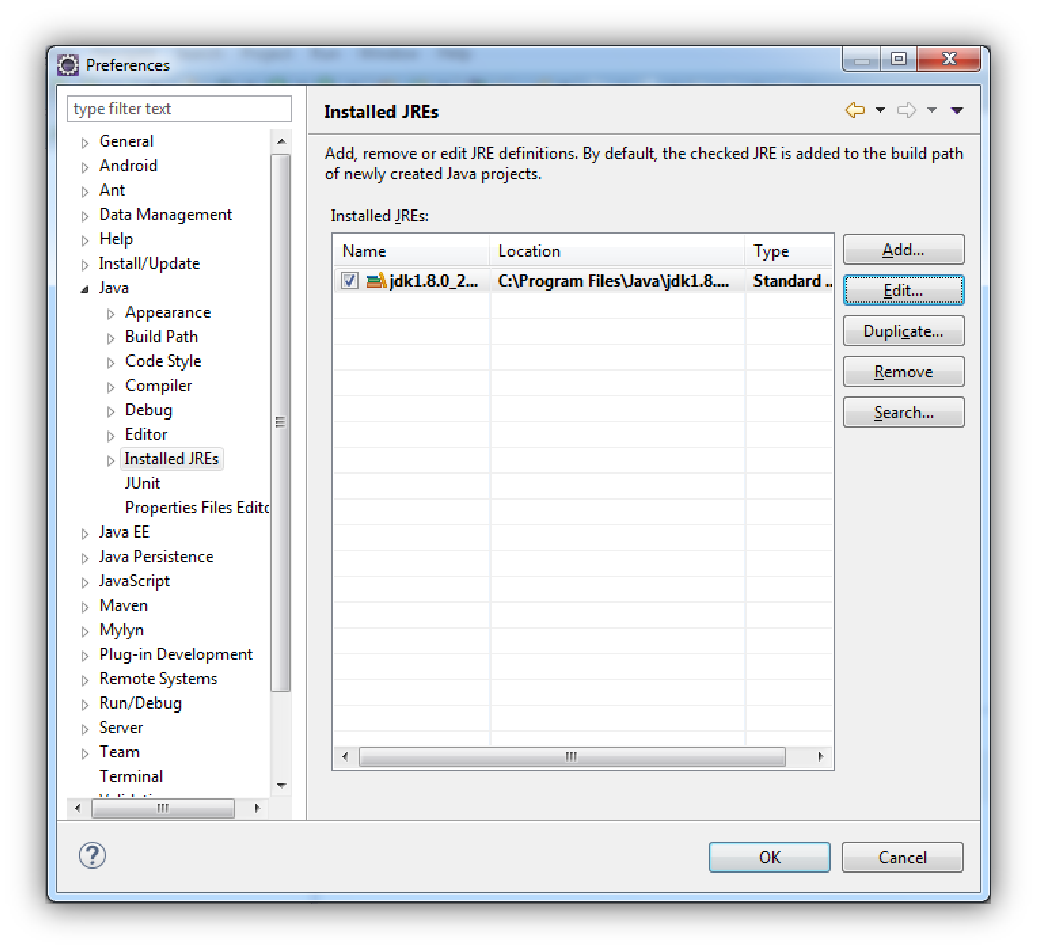 Preferences
type filter text
General
Android
Ant
Data Management
Help
Install/Update
Java
Appearance
Build Path
Code Style
Compiler
Debug
Editor
Installed JREs
JUnit
Properties Files Edito
Java EE
Java Persistence
JavaScript
Maven
Mylyn
Plug-in Development
Remote Systems
Run/Debug
Server
Team
Terminal
Installed JREs
Add, remove or edit JRE definitions. By default, the checked JRE is added to the build path
of newly created Java projects.
Installed JREs:
Name Location Type
jdk1.8.0_2... C:\Program Files\Java\jdk1.8.... Standard ..
Add...
Edit...
Duplicate...
Remove
Search...
?
OK Cancel